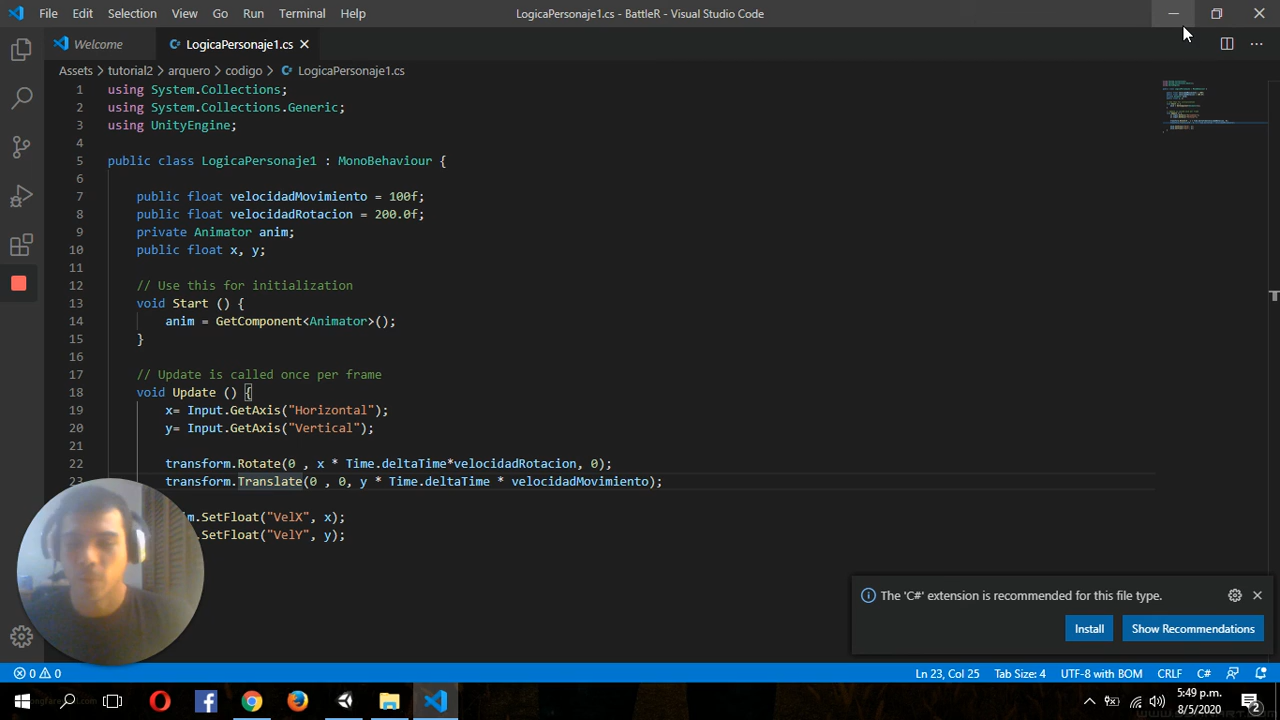 File Edit Selection View Go Run Terminal Help LogicaPersonaje1.cs - BattleR - Visual Studio Code
Welcome LogicaPersonaje1.cs
Assets > tutorial2 > arquero > codigo > LogicaPersonaje1.cs
1 using System.Collections;
2 using System.Collections.Generic;
3 using UnityEngine;
4
5 public class LogicaPersonaje1 : MonoBehaviour {
6
7 public float velocidadMovimiento = 100f;
8 public float velocidadRotacion = 200.0f;
9 private Animator anim;
10 public float x, y;
11
12 // Use this for initialization
13 void Start () {
14 anim = GetComponent<Animator>();
15 }
16
17 // Update is called once per frame
18 void Update () {
19 x= Input.GetAxis("Horizontal");
20 y= Input.GetAxis("Vertical");
21
22 transform.Rotate(0 , x * Time.deltaTime*velocidadRotacion, 0);
23 transform.Translate(0 , 0, y * Time.deltaTime * velocidadMovimiento);
.SetFloat("VelX", x);
.SetFloat("VelY", y);
The 'C#' extension is recommended for this file type.
Install Show Recommendations
0 0 Ln 23, Col 25 Tab Size: 4 UTF-8 with BOM CRLF C#
5:49 p.m.
8/5/2020
2